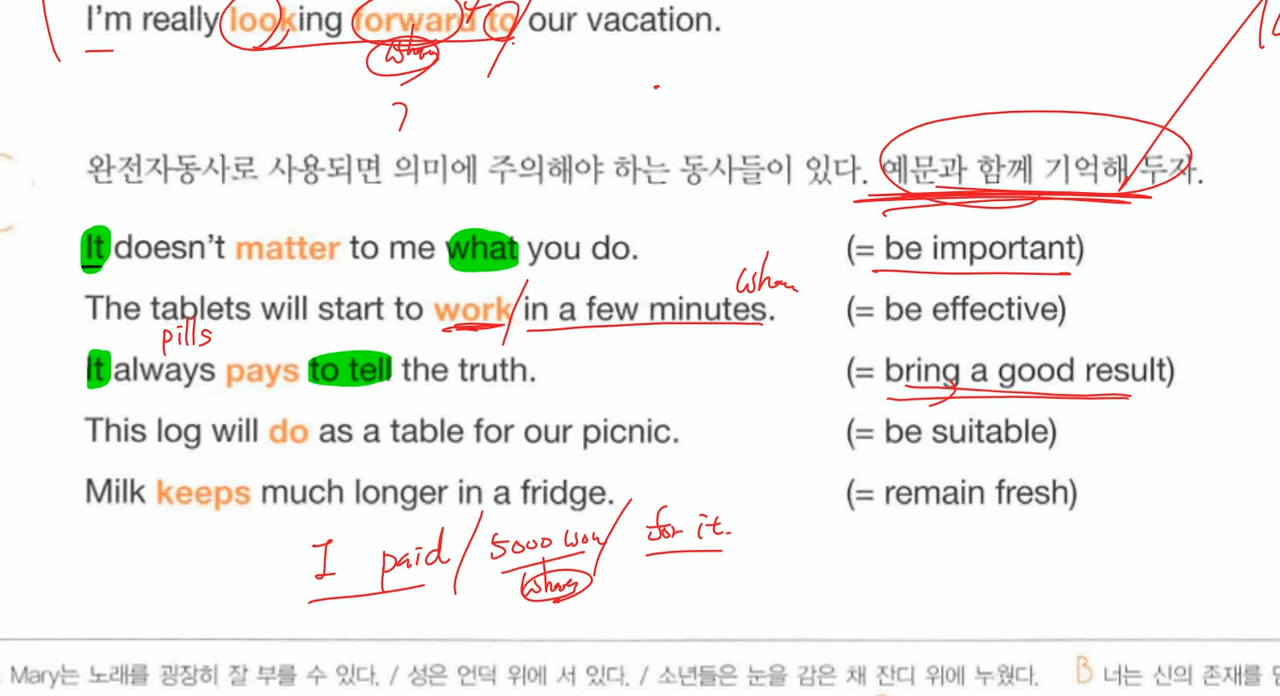 I'm really looking forward to our vacation.
완전자동사로 사용되면 의미에 주의해야 하는 동사들이 있다. 예문과 함께 기억해 두자.
It doesn't matter to me what you do. (= be important)
The tablets will start to work / in a few minutes. (= be effective)
pills
It always pays to tell the truth. (= bring a good result)
This log will do as a table for our picnic. (= be suitable)
Milk keeps much longer in a fridge. (= remain fresh)
I paid / 5000 won / for it.
Mary는 노래를 굉장히 잘 부를 수 있다. / 성은 언덕 위에 서 있다. / 소년들은 눈을 감은 채 잔디 위에 누웠다. B 너는 신의 존재를